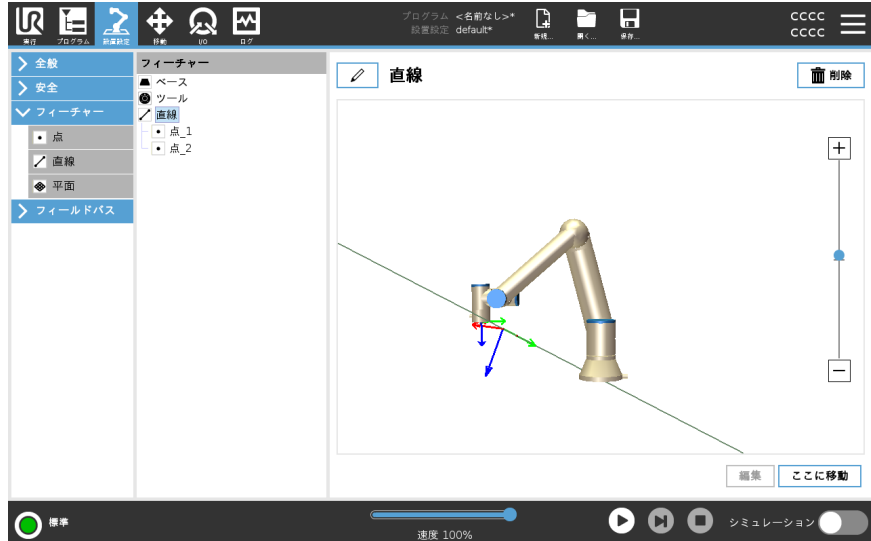 プログラム <名前なし>*
設置設定 default*
cccc
cccc
実行
プログラム
設置設定
移動
I/O
ログ
新規...
開く...
保存...
全般
安全
フィーチャー
点
直線
平面
フィールドバス
フィーチャー
ベース
ツール
直線
点_1
点_2
直線
削除
編集
ここに移動
標準
速度 100%
シミュレーション